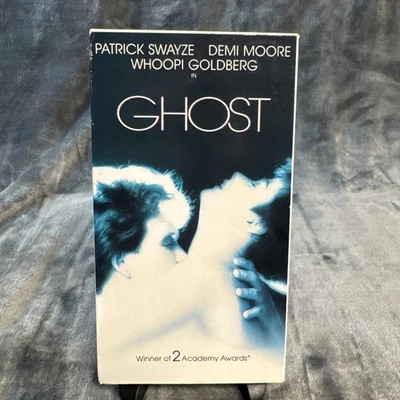 PATRICK SWAYZE DEMI MOORE
WHOOPI GOLDBERG
IN
GHOST
Winner of 2 Academy Awards®